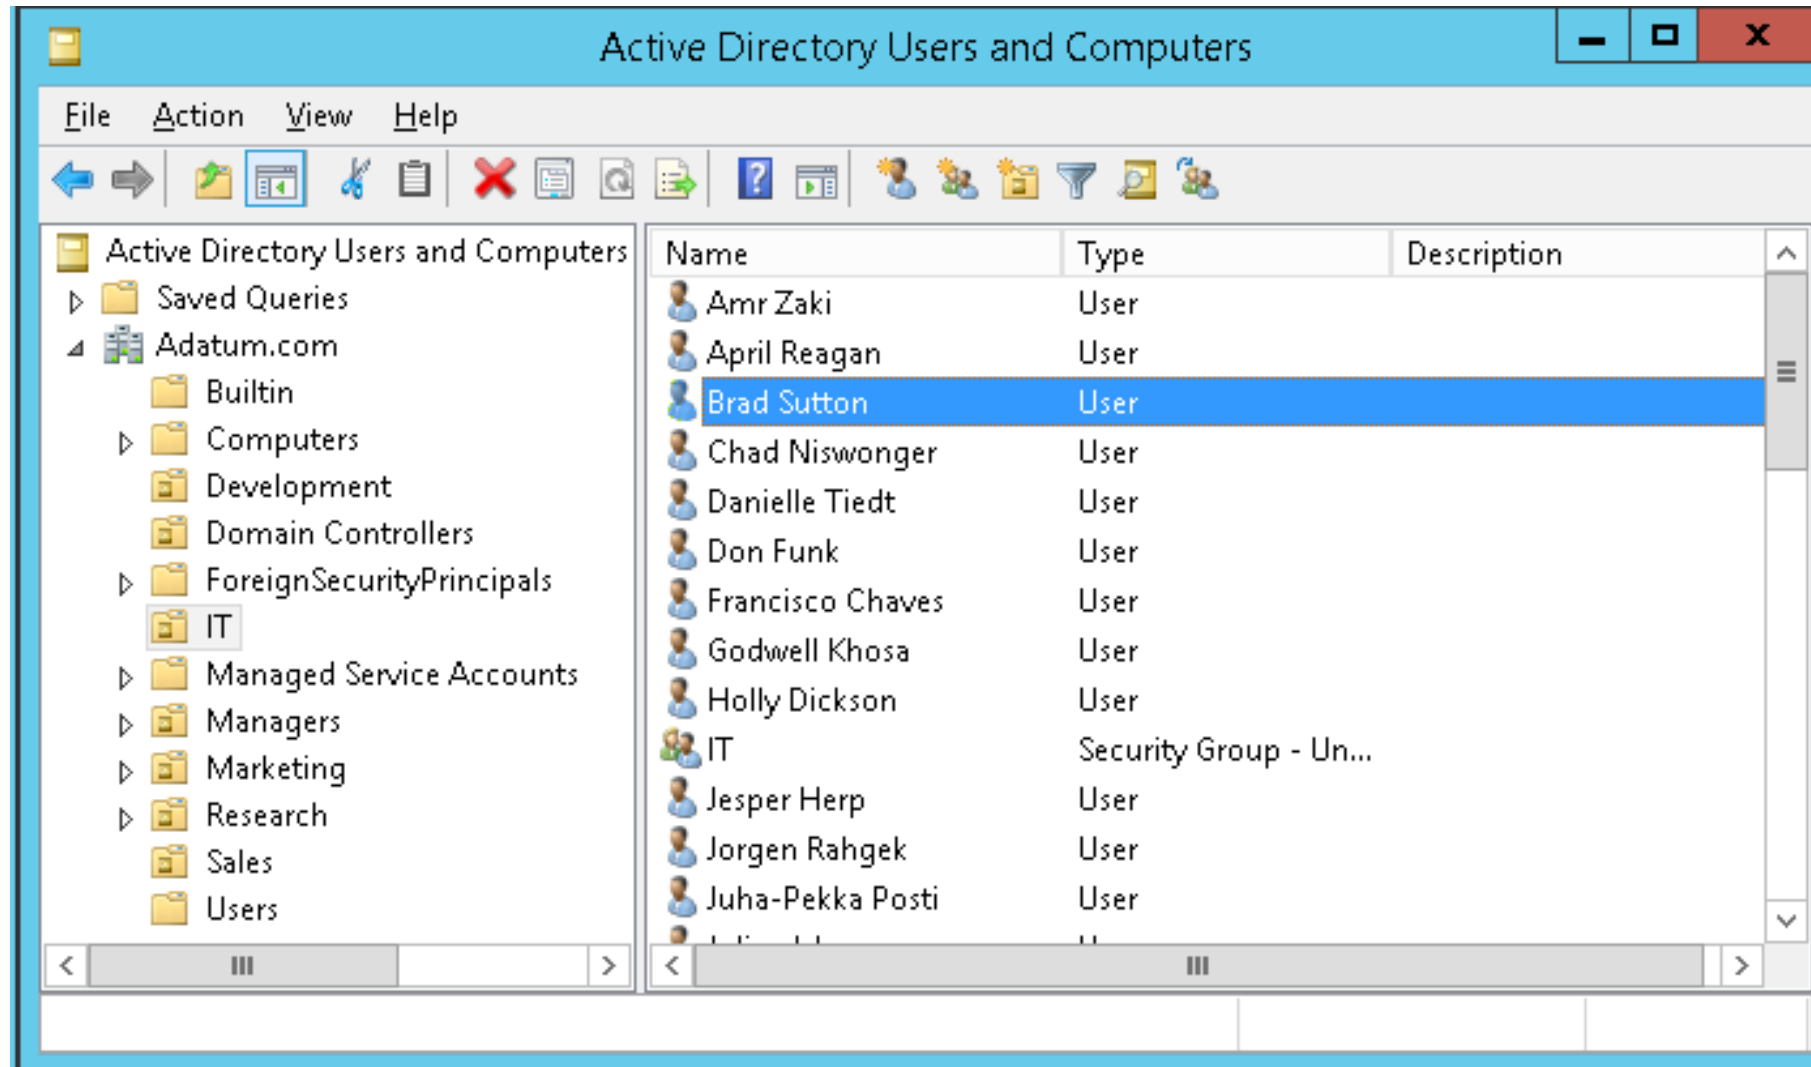 Active Directory Users and Computers
File Action View Help
Active Directory Users and Computers
Saved Queries
Adatum.com
Builtin
Computers
Development
Domain Controllers
ForeignSecurityPrincipals
IT
Managed Service Accounts
Managers
Marketing
Research
Sales
Users
Name Type Description
Amr Zaki User
April Reagan User
Brad Sutton User
Chad Niswonger User
Danielle Tiedt User
Don Funk User
Francisco Chaves User
Godwell Khosa User
Holly Dickson User
IT Security Group - Un...
Jesper Herp User
Jorgen Rahgek User
Juha-Pekka Posti User